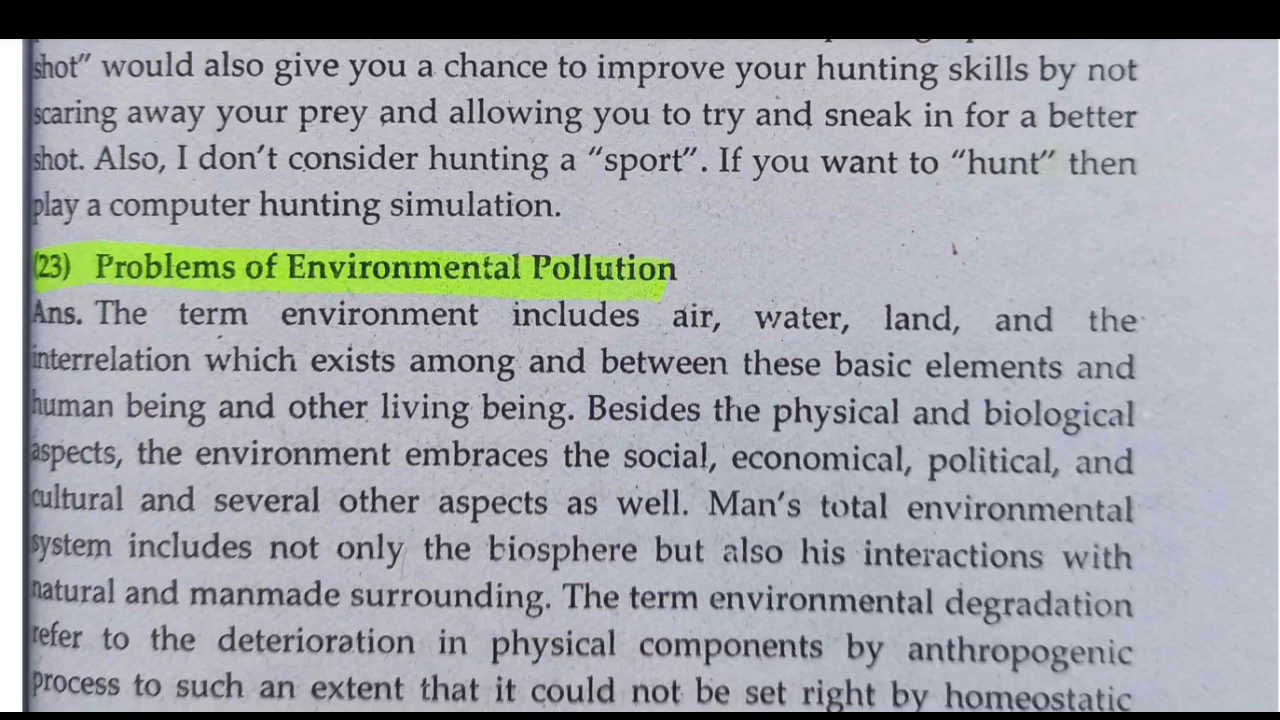 shot” would also give you a chance to improve your hunting skills by not
scaring away your prey and allowing you to try and sneak in for a better
shot. Also, I don’t consider hunting a “sport”. If you want to “hunt” then
play a computer hunting simulation.
(23) Problems of Environmental Pollution
Ans. The term environment includes air, water, land, and the
interrelation which exists among and between these basic elements and
human being and other living being. Besides the physical and biological
aspects, the environment embraces the social, economical, political, and
cultural and several other aspects as well. Man’s total environmental
system includes not only the biosphere but also his interactions with
natural and manmade surrounding. The term environmental degradation
refer to the deterioration in physical components by anthropogenic
process to such an extent that it could not be set right by homeostatic